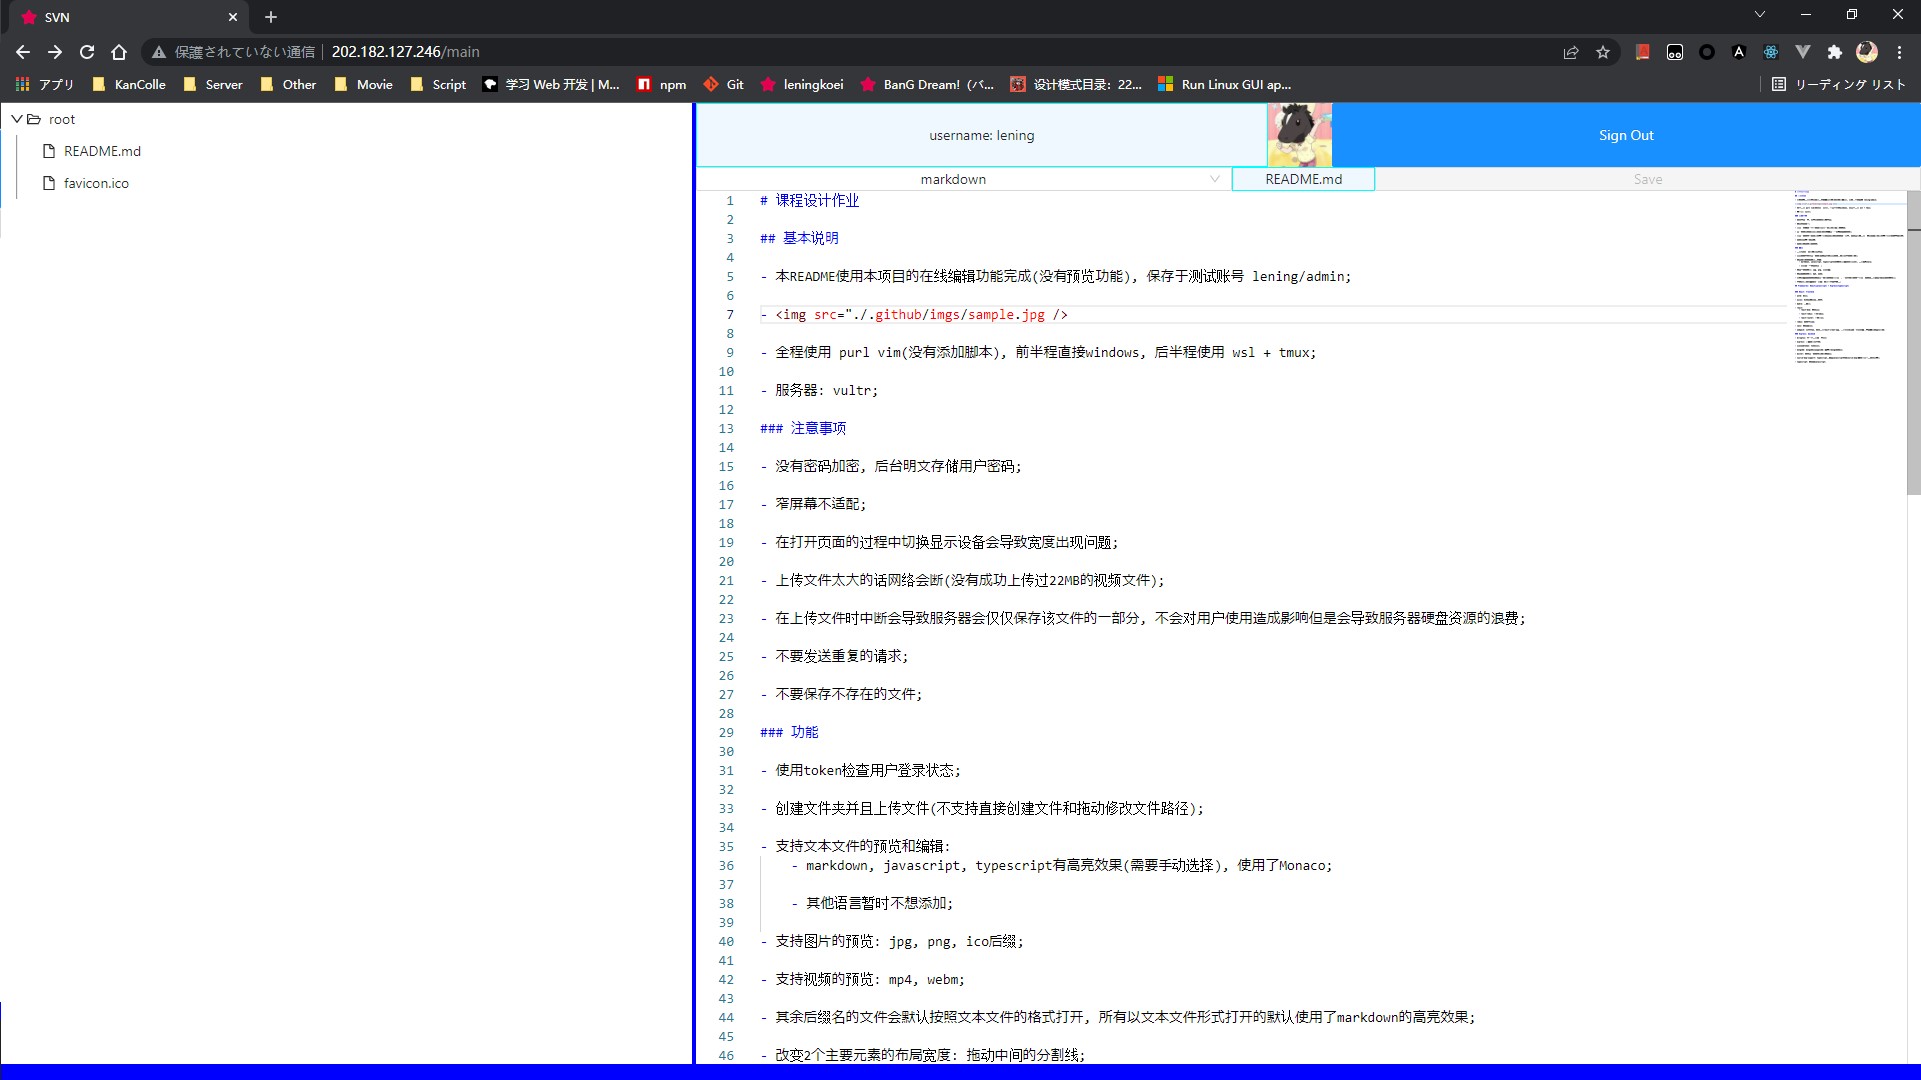 SVN
保護されていない通信 202.182.127.246/main
アプリ KanColle Server Other Movie Script 学习 Web 开发 | M... npm Git leningkoei BanG Dream! (バ... 设计模式目录: 22... Run Linux GUI ap... リーディング リスト
root
README.md
favicon.ico
username: lening
Sign Out
markdown
README.md
Save
1 # 课程设计作业
2
3 ## 基本说明
4
5 - 本README使用本项目的在线编辑功能完成(没有预览功能), 保存于测试账号 lening/admin;
6
7 - <img src="./.github/imgs/sample.jpg />
8
9 - 全程使用 purl vim(没有添加脚本), 前半程直接windows, 后半程使用 wsl + tmux;
10
11 - 服务器: vultr;
12
13 ### 注意事项
14
15 - 没有密码加密, 后台明文存储用户密码;
16
17 - 窄屏幕不适配;
18
19 - 在打开页面的过程中切换显示设备会导致宽度出现问题;
20
21 - 上传文件太大的话网络会断(没有成功上传过22MB的视频文件);
22
23 - 在上传文件时中断会导致服务器会仅仅保存该文件的一部分, 不会对用户使用造成影响但是会导致服务器硬盘资源的浪费;
24
25 - 不要发送重复的请求;
26
27 - 不要保存不存在的文件;
28
29 ### 功能
30
31 - 使用token检查用户登录状态;
32
33 - 创建文件夹并且上传文件(不支持直接创建文件和拖动修改文件路径);
34
35 - 支持文本文件的预览和编辑:
36 - markdown, javascript, typescript有高亮效果(需要手动选择), 使用了Monaco;
37
38 - 其他语言暂时不想添加;
39
40 - 支持图片的预览: jpg, png, ico后缀;
41
42 - 支持视频的预览: mp4, webm;
43
44 - 其余后缀名的文件会默认按照文本文件的格式打开, 所有以文本文件形式打开的默认使用了markdown的高亮效果;
45
46 - 改变2个主要元素的布局宽度: 拖动中间的分割线;